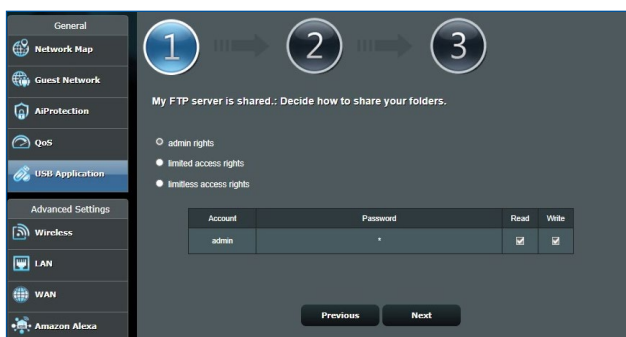 General
Network Map
Guest Network
AiProtection
QoS
USB Application
Advanced Settings
Wireless
LAN
WAN
Amazon Alexa
1 2 3
My FTP server is shared.: Decide how to share your folders.
admin rights
limited access rights
limitless access rights
Account Password Read Write
admin *
Previous Next